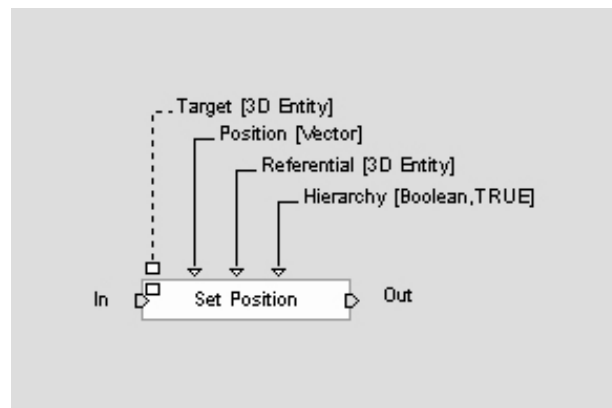 Target [3D Entity]
Position [Vector]
Referential [3D Entity]
Hierarchy [Boolean,TRUE]
In Set Position Out